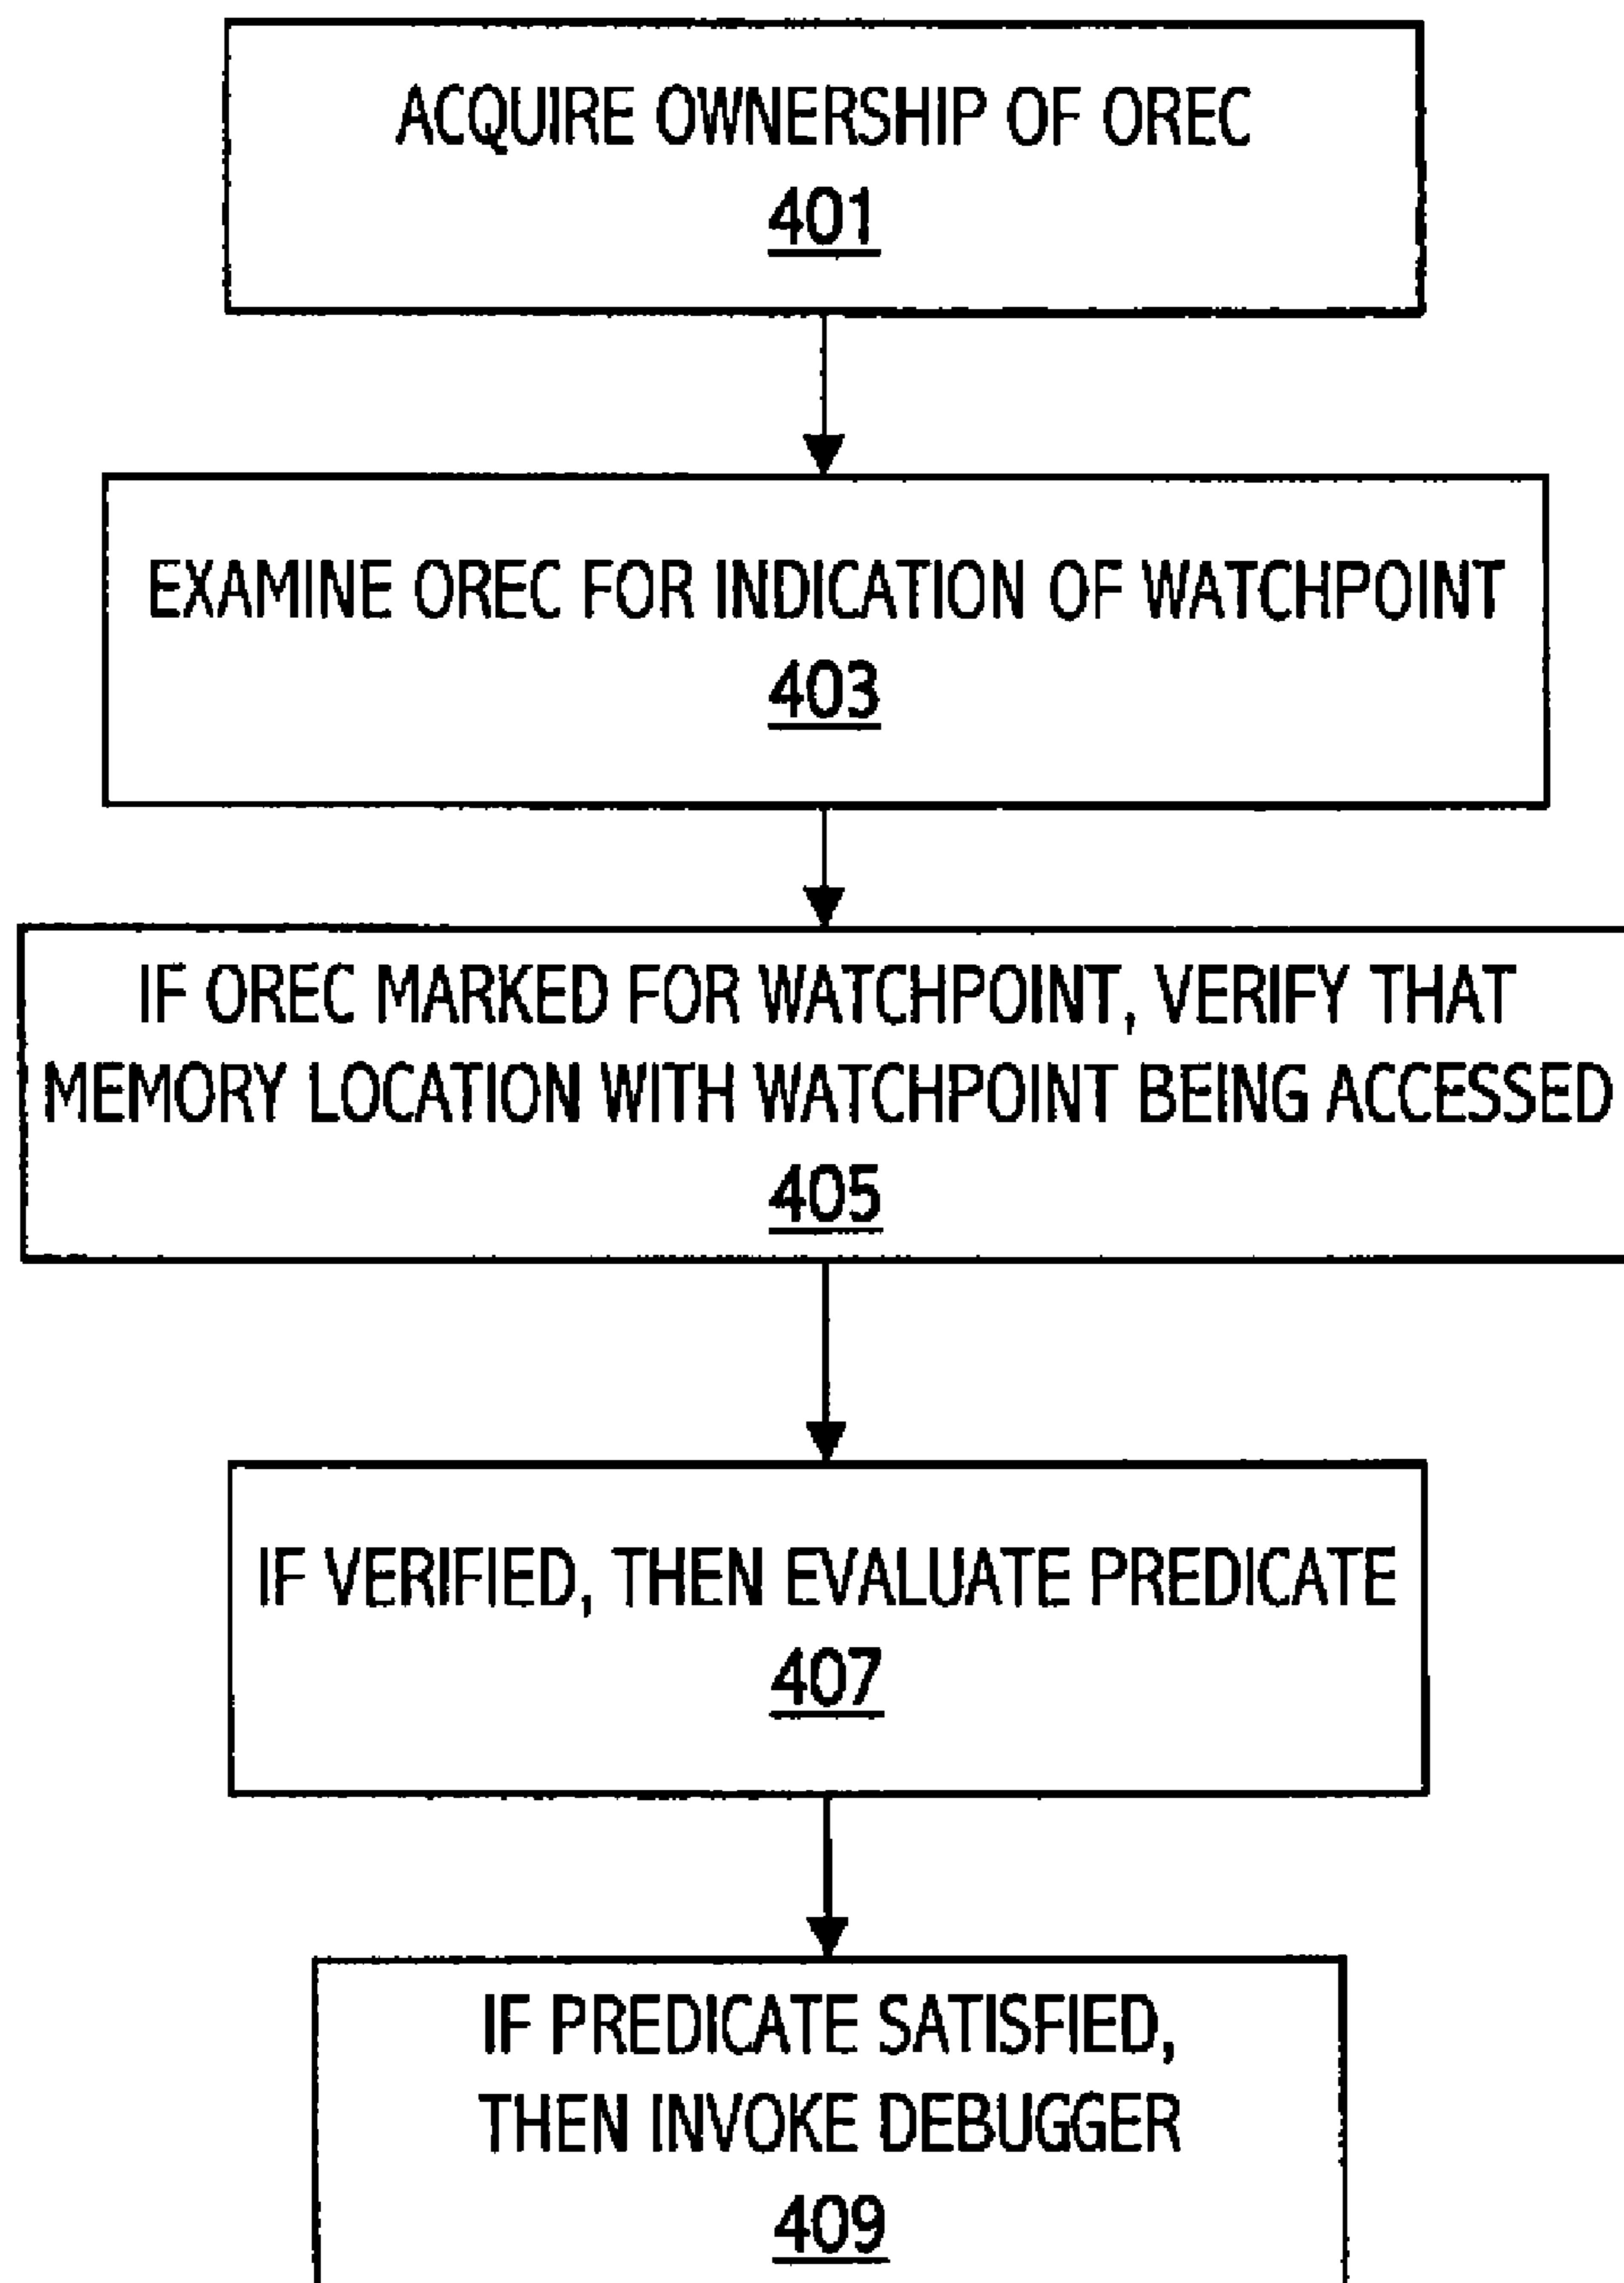 ACQUIRE OWNERSHIP OF OREC
401
EXAMINE OREC FOR INDICATION OF WATCHPOINT
403
IF OREC MARKED FOR WATCHPOINT, VERIFY THAT
MEMORY LOCATION WITH WATCHPOINT BEING ACCESSED
405
IF VERIFIED, THEN EVALUATE PREDICATE
407
IF PREDICATE SATISFIED,
THEN INVOKE DEBUGGER
409